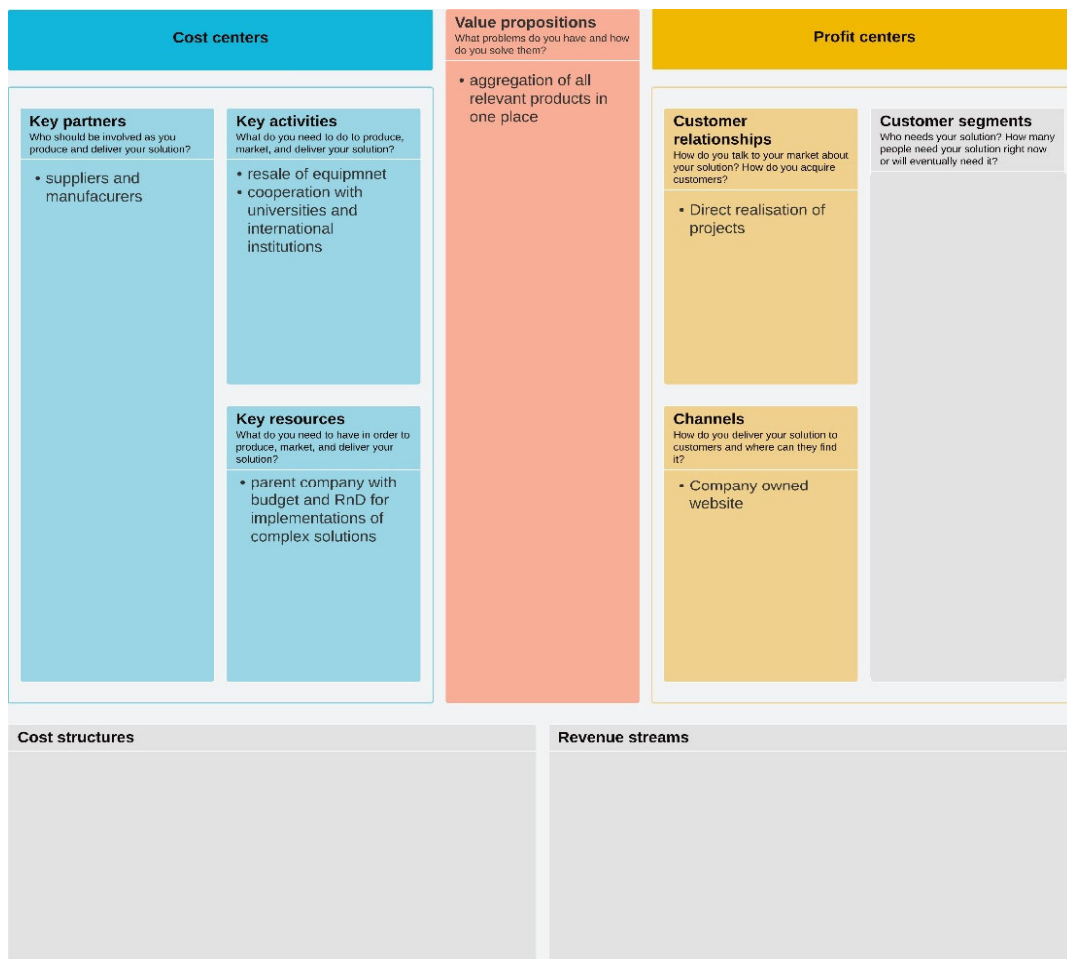 Cost centers
Value propositions
What problems do you have and how
do you solve them?
• aggregation of all
relevant products in
one place
Profit centers
Key partners
Who should be involved as you
produce and deliver your solution?
• suppliers and
manufacurers
Key activities
What do you need to do to produce,
market, and deliver your solution?
• resale of equipmnet
• cooperation with
universities and
international
institutions
Key resources
What do you need to have in order to
produce, market, and deliver your
solution?
• parent company with
budget and RnD for
implementations of
complex solutions
Customer
relationships
How do you talk to your market about
your solution? How do you acquire
customers?
• Direct realisation of
projects
Channels
How do you deliver your solution to
customers and where can they find
it?
• Company owned
website
Customer segments
Who needs your solution? How many
people need your solution right now
or will eventually need it?
Cost structures
Revenue streams